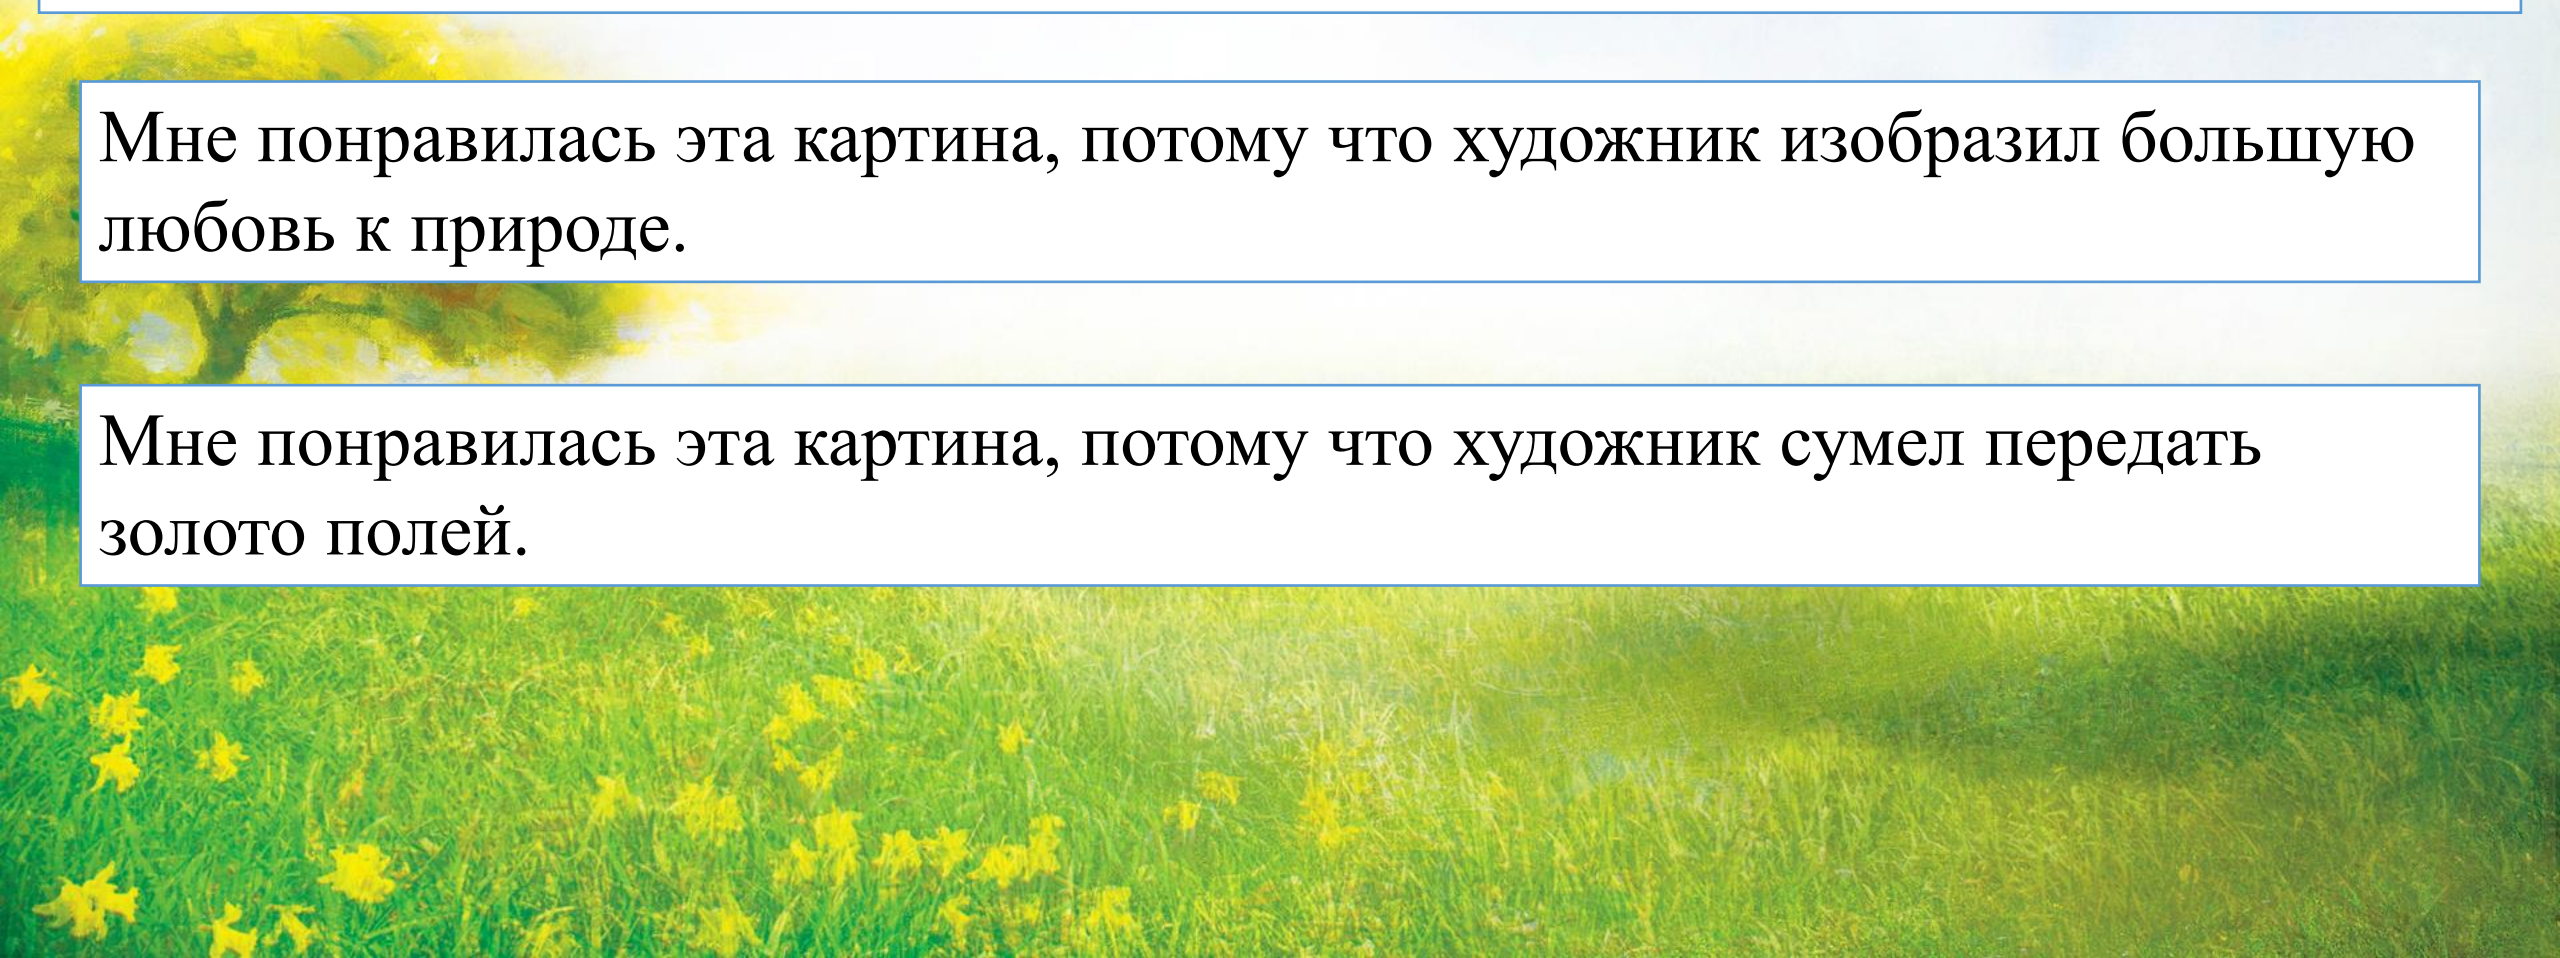 Мне понравилась эта картина, потому что художник изобразил большую
любовь к природе.
Мне понравилась эта картина, потому что художник сумел передать
золото полей.